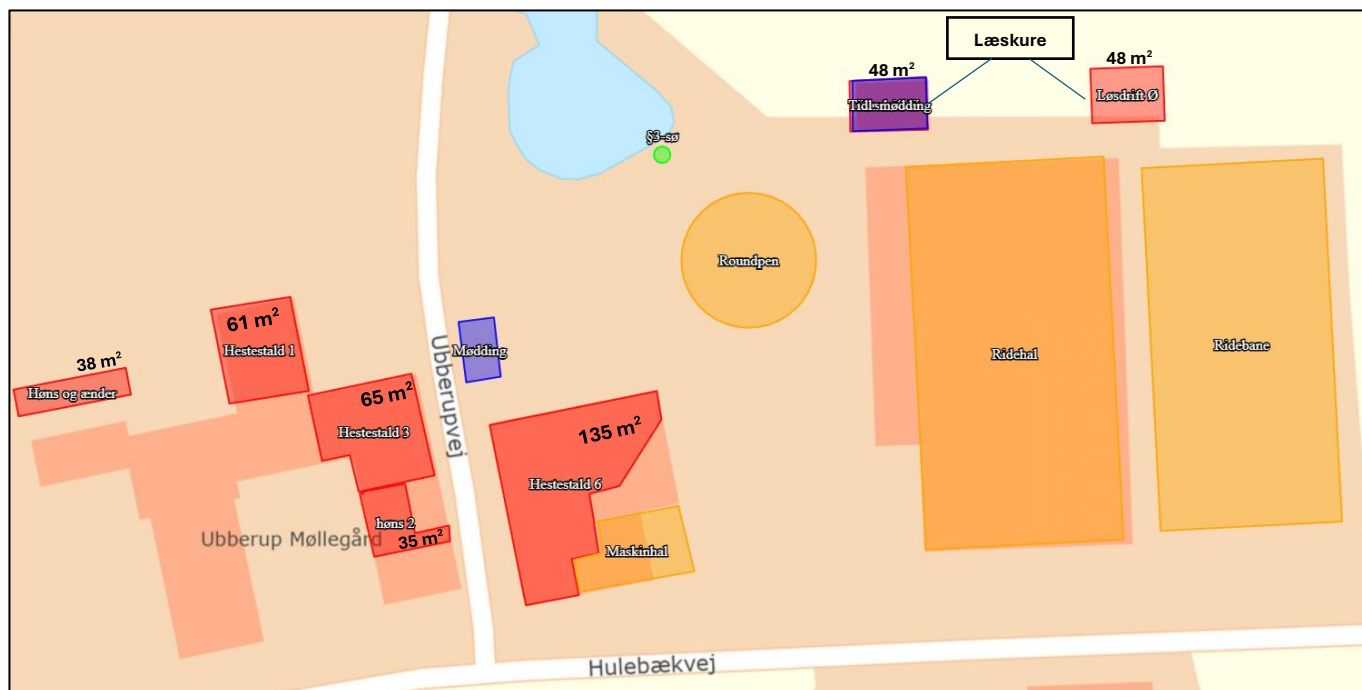 Læskure
48 m²
48 m²
Tidl. mødding
Løsdrift Ø
§3-sø
Roundpen
61 m²
Hestestald 1
Mødding
Ridehal
Ridebane
38 m²
Høns og ænder
65 m²
Hestestald 3
Ubberupvej
135 m²
Hestestald 6
høns 2
35 m²
Ubberup Møllegård
Maskinhal
Hulebækvej